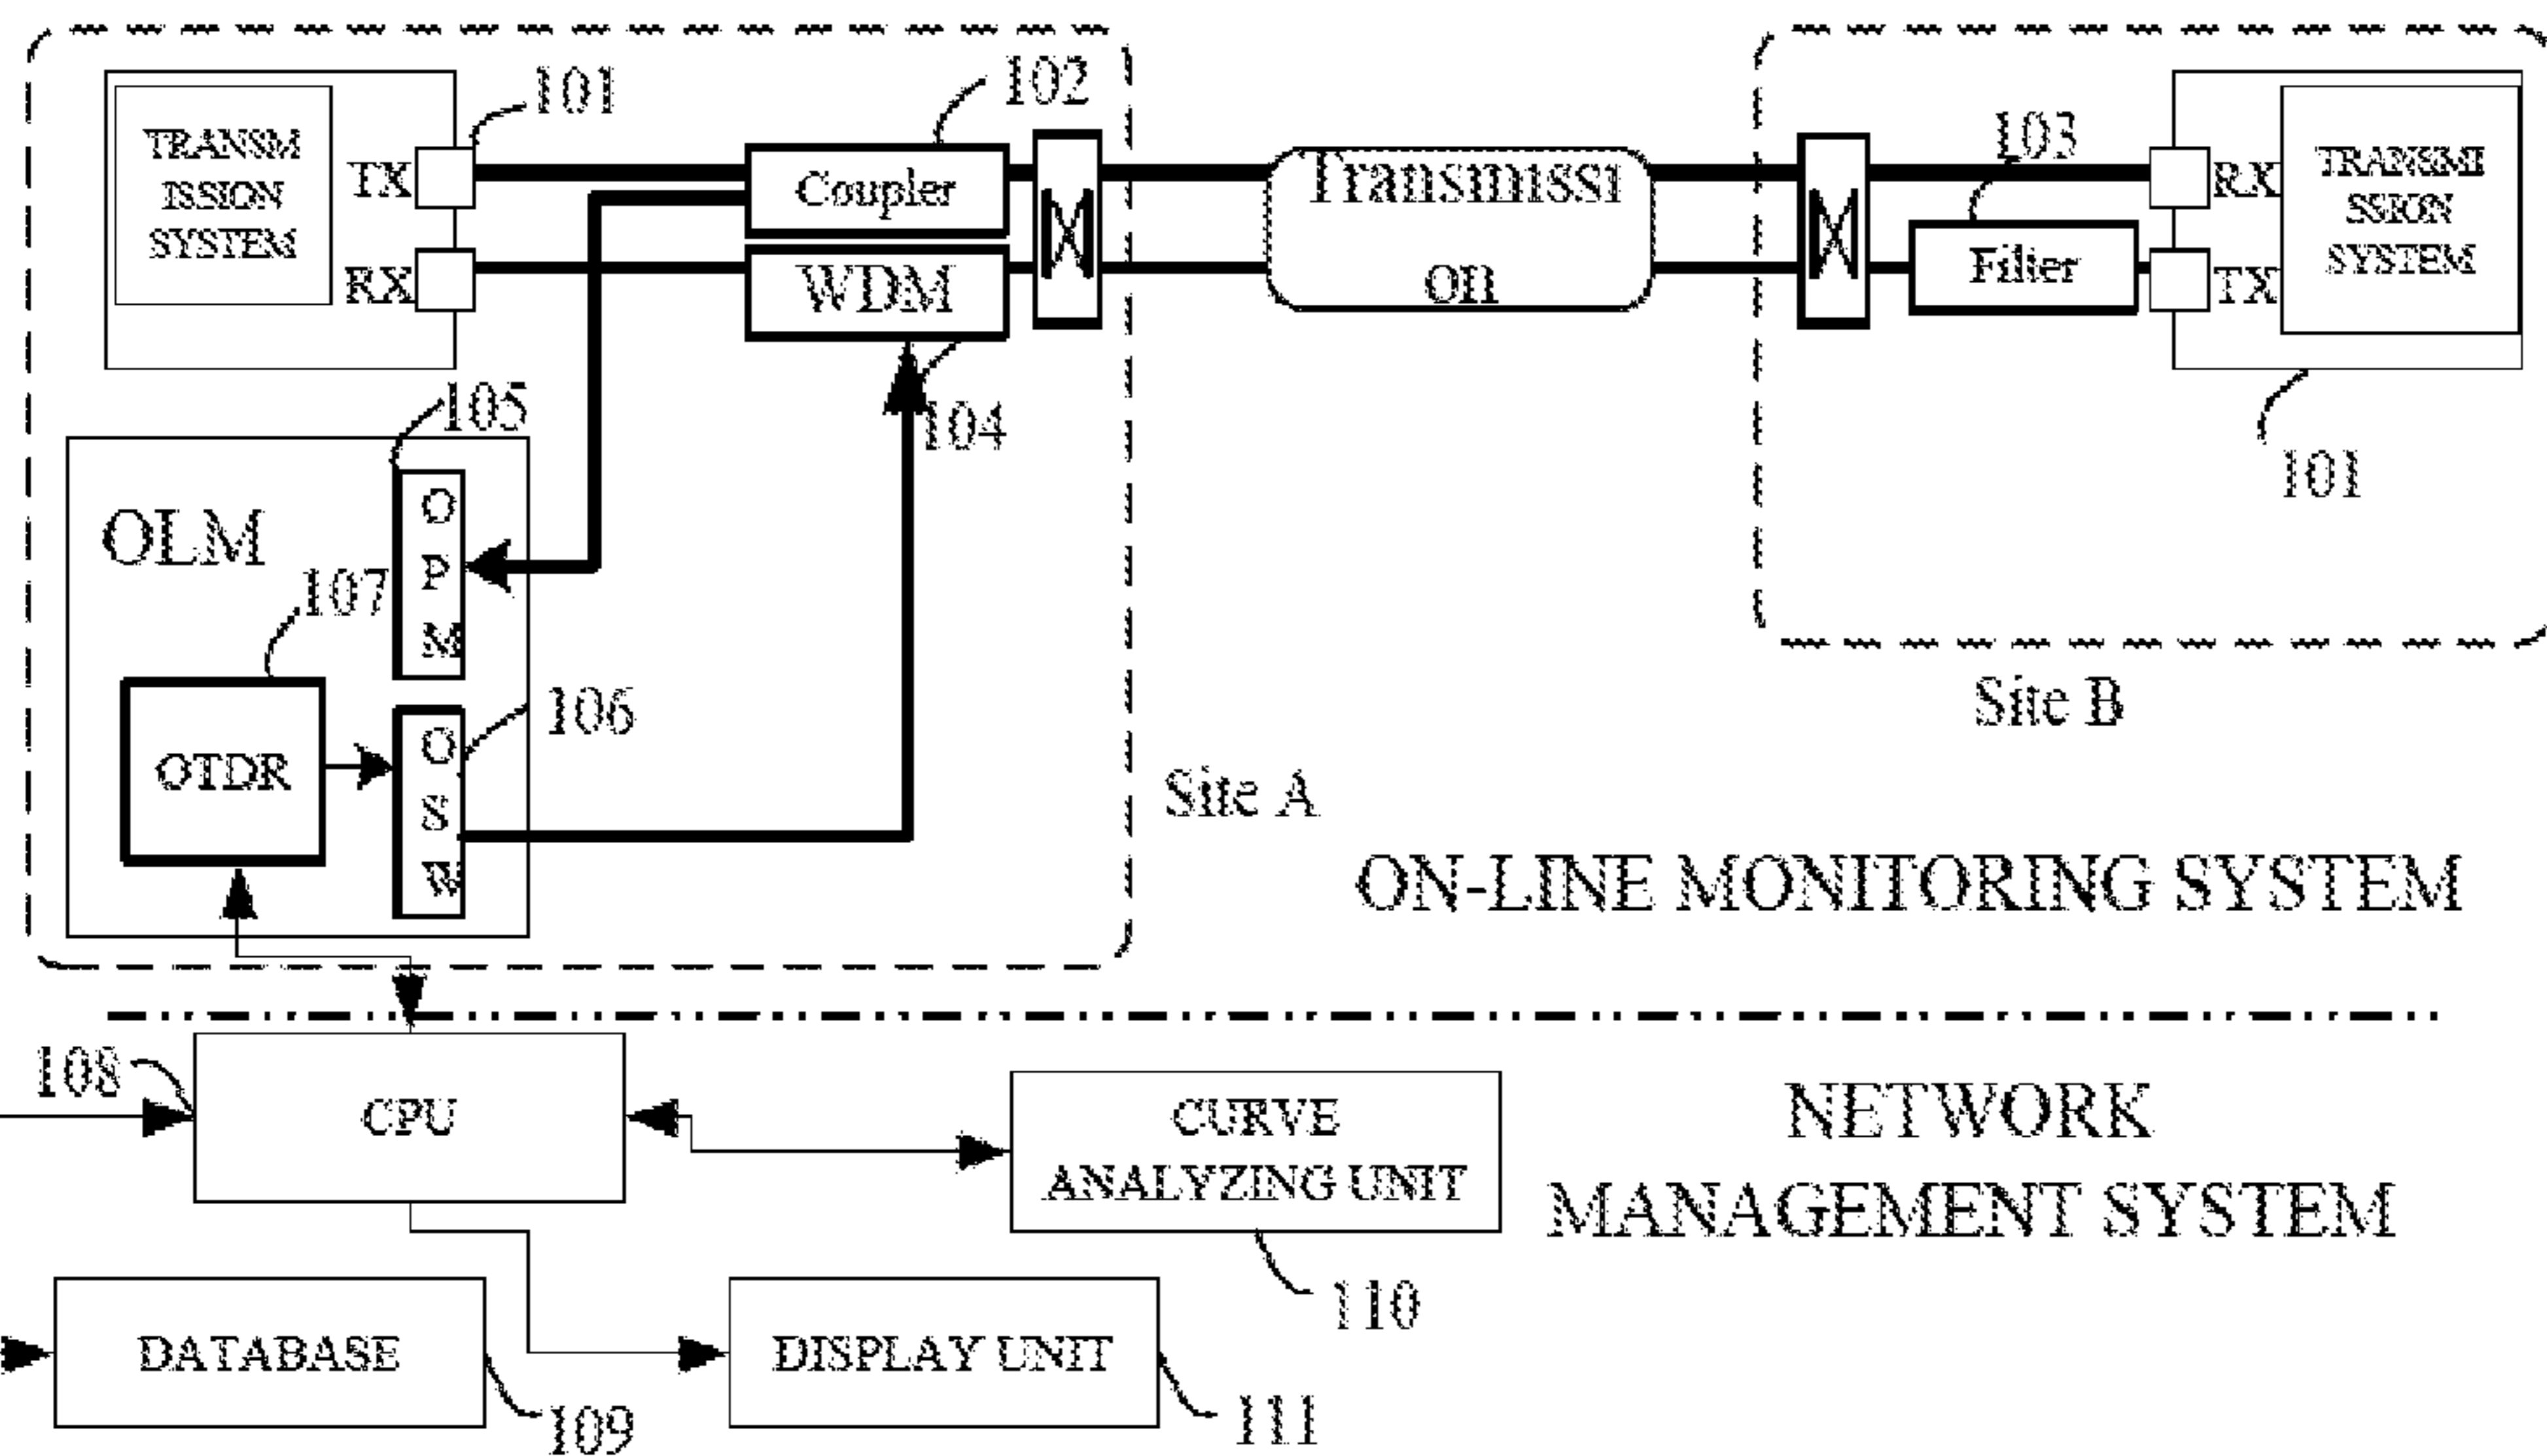 101
102
103
TRANSM
ISSION
SYSTEM
TX
RX
Coupler
WDM
Transmissi
on
Filter
RX
TX
TRANSMI
SSION
SYSTEM
101
105
104
OLM
O
P
M
107
106
OTDR
O
S
W
Site A
Site B
ON-LINE MONITORING SYSTEM
108
CPU
CURVE
ANALYZING UNIT
NETWORK
MANAGEMENT SYSTEM
110
DATABASE
DISPLAY UNIT
109
111